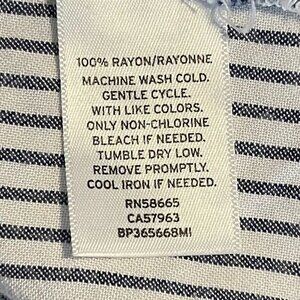 100% RAYON/RAYONNE
MACHINE WASH COLD.
GENTLE CYCLE.
WITH LIKE COLORS.
ONLY NON-CHLORINE
BLEACH IF NEEDED.
TUMBLE DRY LOW.
REMOVE PROMPTLY.
COOL IRON IF NEEDED.
RN58665
CA57963
BP365668MI